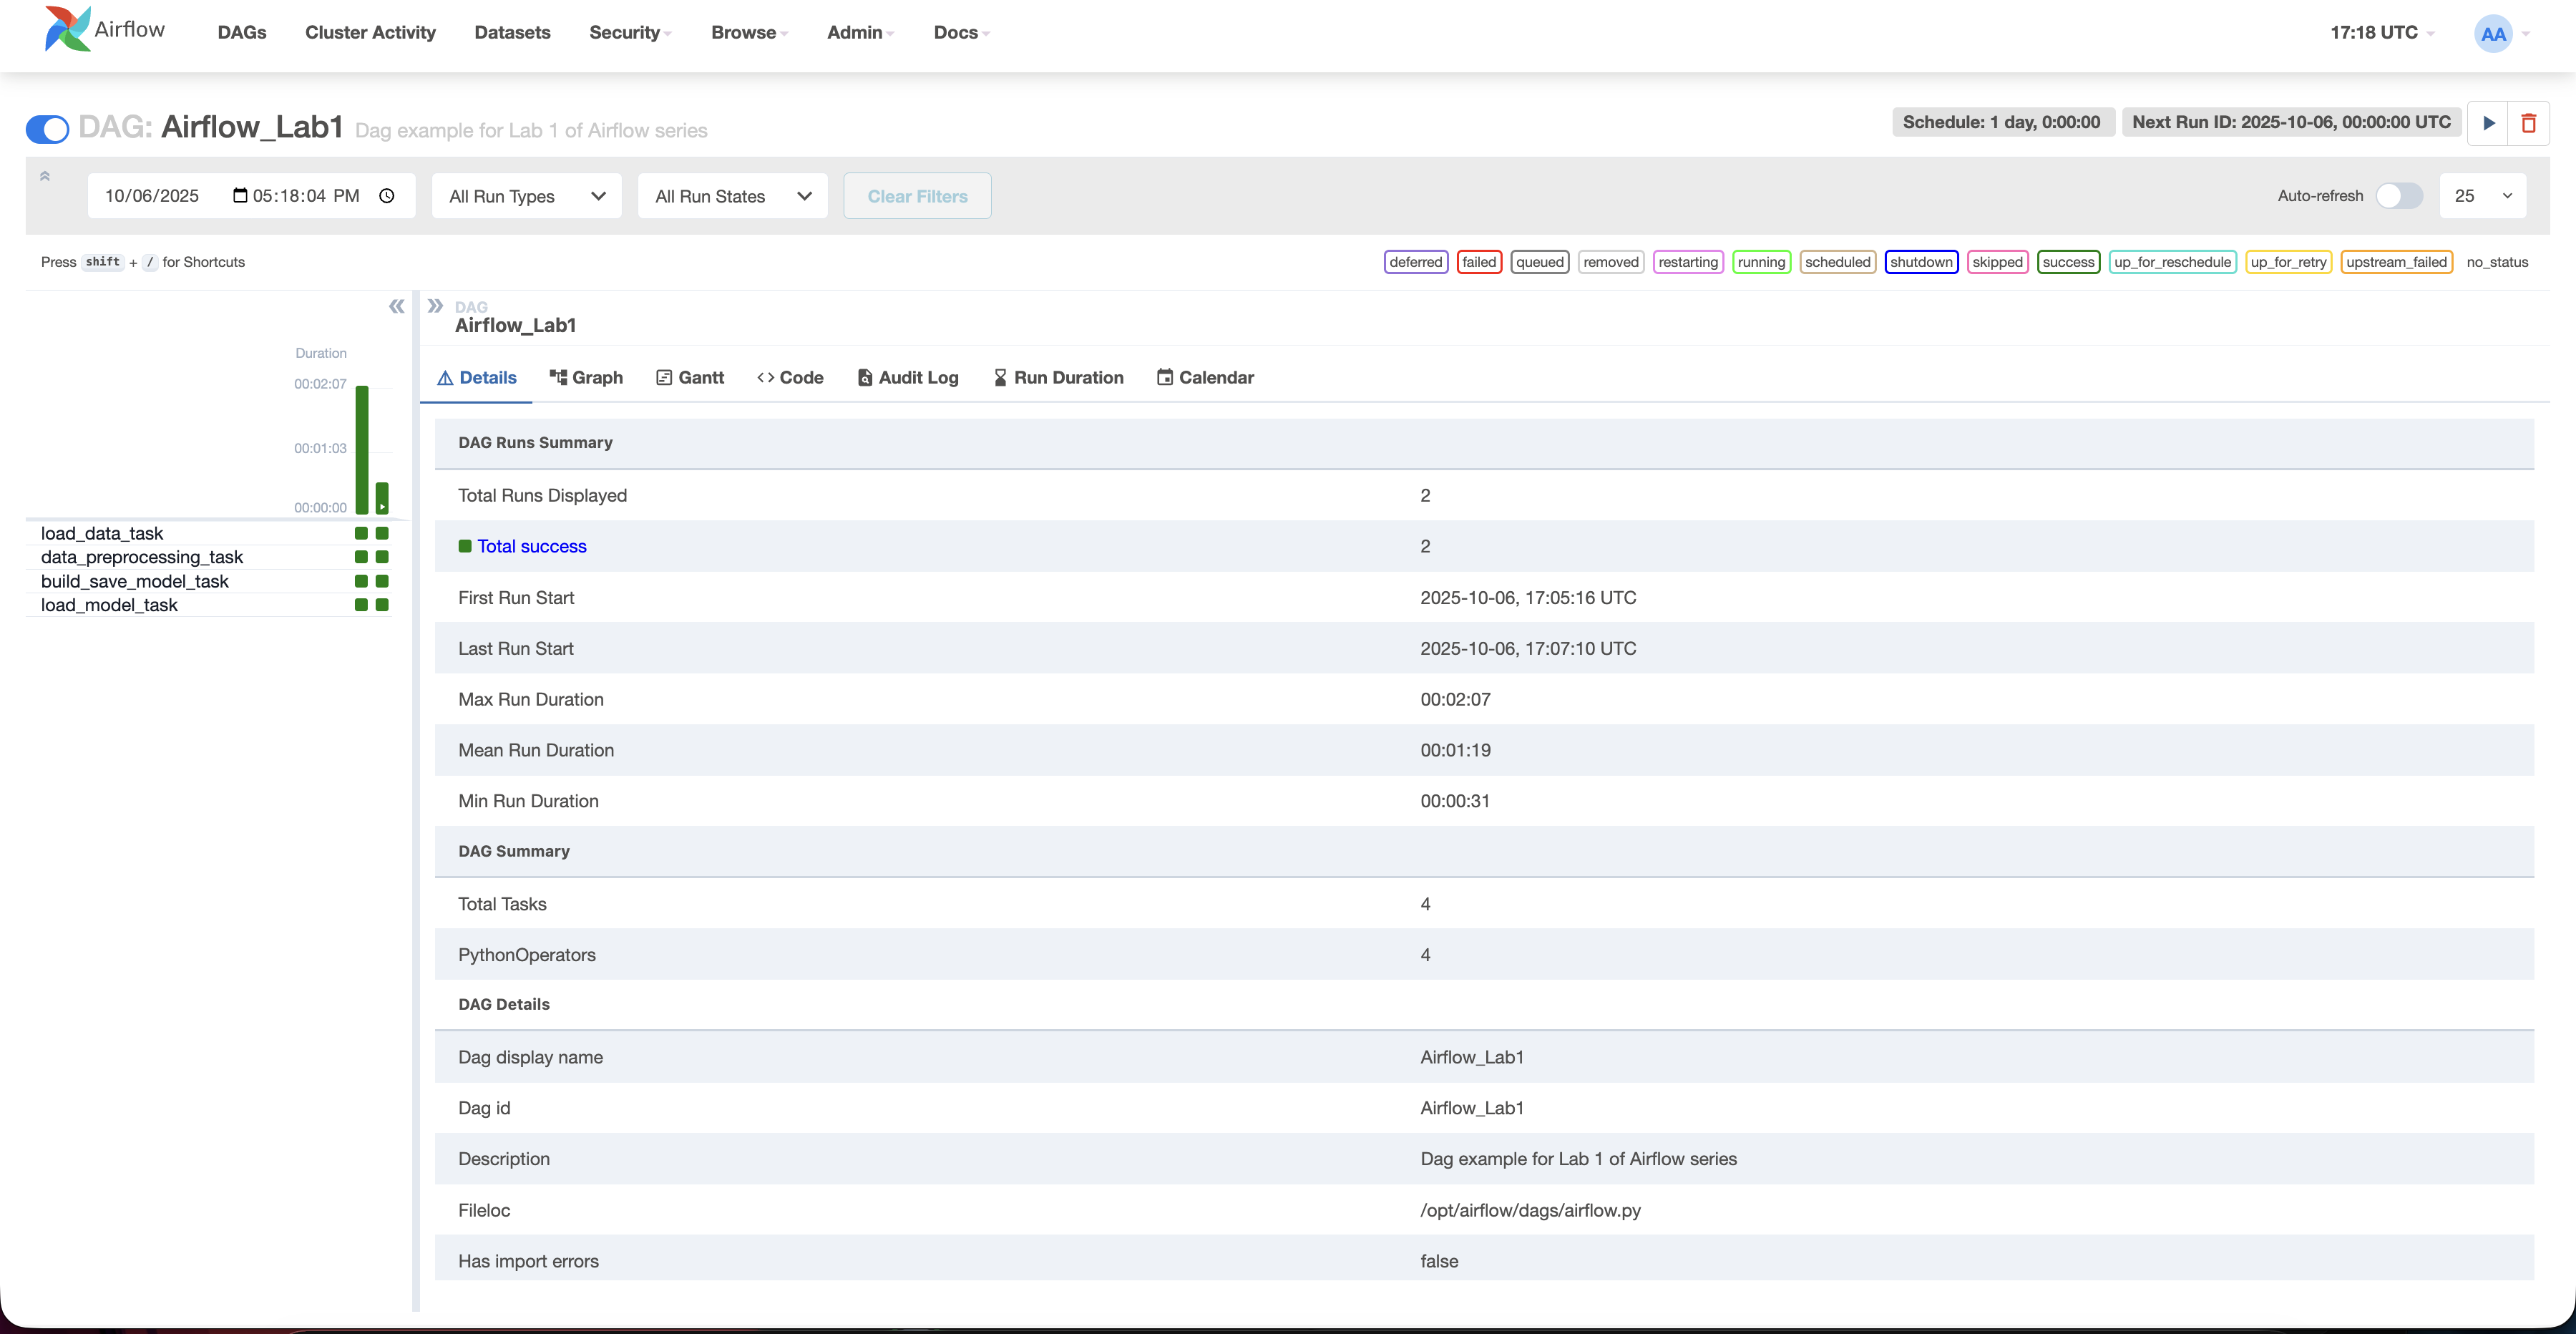 Airflow DAGs Cluster Activity Datasets Security Browse Admin Docs 17:18 UTC AA
DAG: Airflow_Lab1 Dag example for Lab 1 of Airflow series Schedule: 1 day, 0:00:00 Next Run ID: 2025-10-06, 00:00:00 UTC
10/06/2025 05:18:04 PM All Run Types All Run States Clear Filters Auto-refresh 25
Press shift + / for Shortcuts deferred failed queued removed restarting running scheduled shutdown skipped success up_for_reschedule up_for_retry upstream_failed no_status
Duration
00:02:07
00:01:03
00:00:00
load_data_task
data_preprocessing_task
build_save_model_task
load_model_task
DAG
Airflow_Lab1
Details Graph Gantt Code Audit Log Run Duration Calendar
DAG Runs Summary
Total Runs Displayed 2
Total success 2
First Run Start 2025-10-06, 17:05:16 UTC
Last Run Start 2025-10-06, 17:07:10 UTC
Max Run Duration 00:02:07
Mean Run Duration 00:01:19
Min Run Duration 00:00:31
DAG Summary
Total Tasks 4
PythonOperators 4
DAG Details
Dag display name Airflow_Lab1
Dag id Airflow_Lab1
Description Dag example for Lab 1 of Airflow series
Fileloc /opt/airflow/dags/airflow.py
Has import errors false